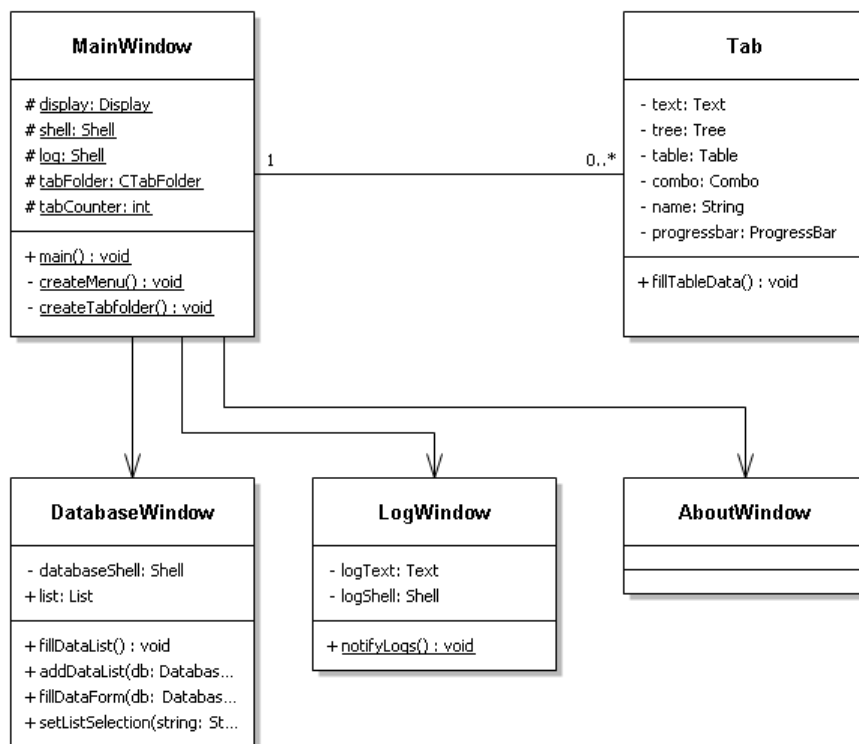 MainWindow
# display: Display
# shell: Shell
# log: Shell
# tabFolder: CTabFolder
# tabCounter: int
+ main() : void
- createMenu() : void
- createTabfolder() : void
1
0..*
Tab
- text: Text
- tree: Tree
- table: Table
- combo: Combo
- name: String
- progressbar: ProgressBar
+ fillTableData() : void
DatabaseWindow
- databaseShell: Shell
+ list: List
+ fillDataList() : void
+ addDataList(db: Databas...
+ fillDataForm(db: Databas...
+ setListSelection(string: St...
LogWindow
- logText: Text
- logShell: Shell
+ notifyLogs() : void
AboutWindow